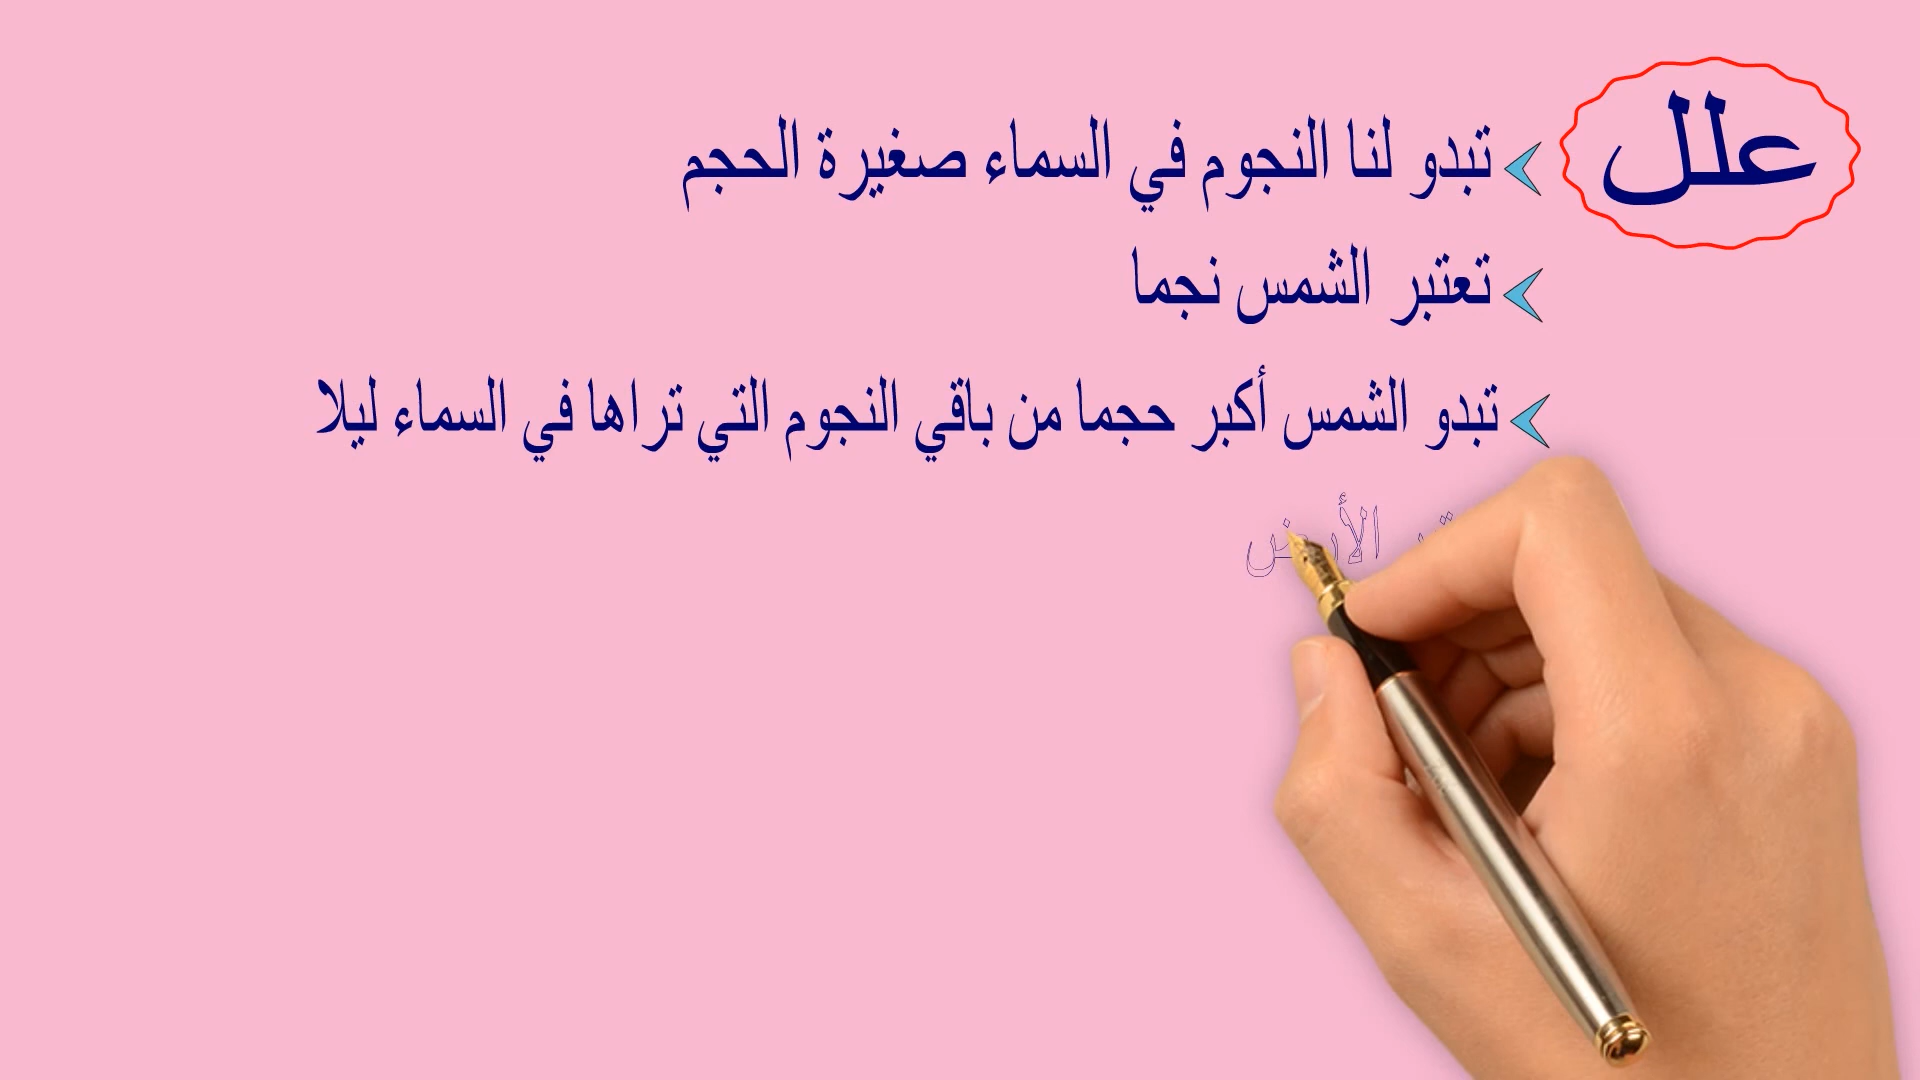 علل
تبدو لنا النجوم في السماء صغيرة الحجم
تعتبر الشمس نجما
تبدو الشمس أكبر حجما من باقي النجوم التي تراها في السماء ليلا
الأرض